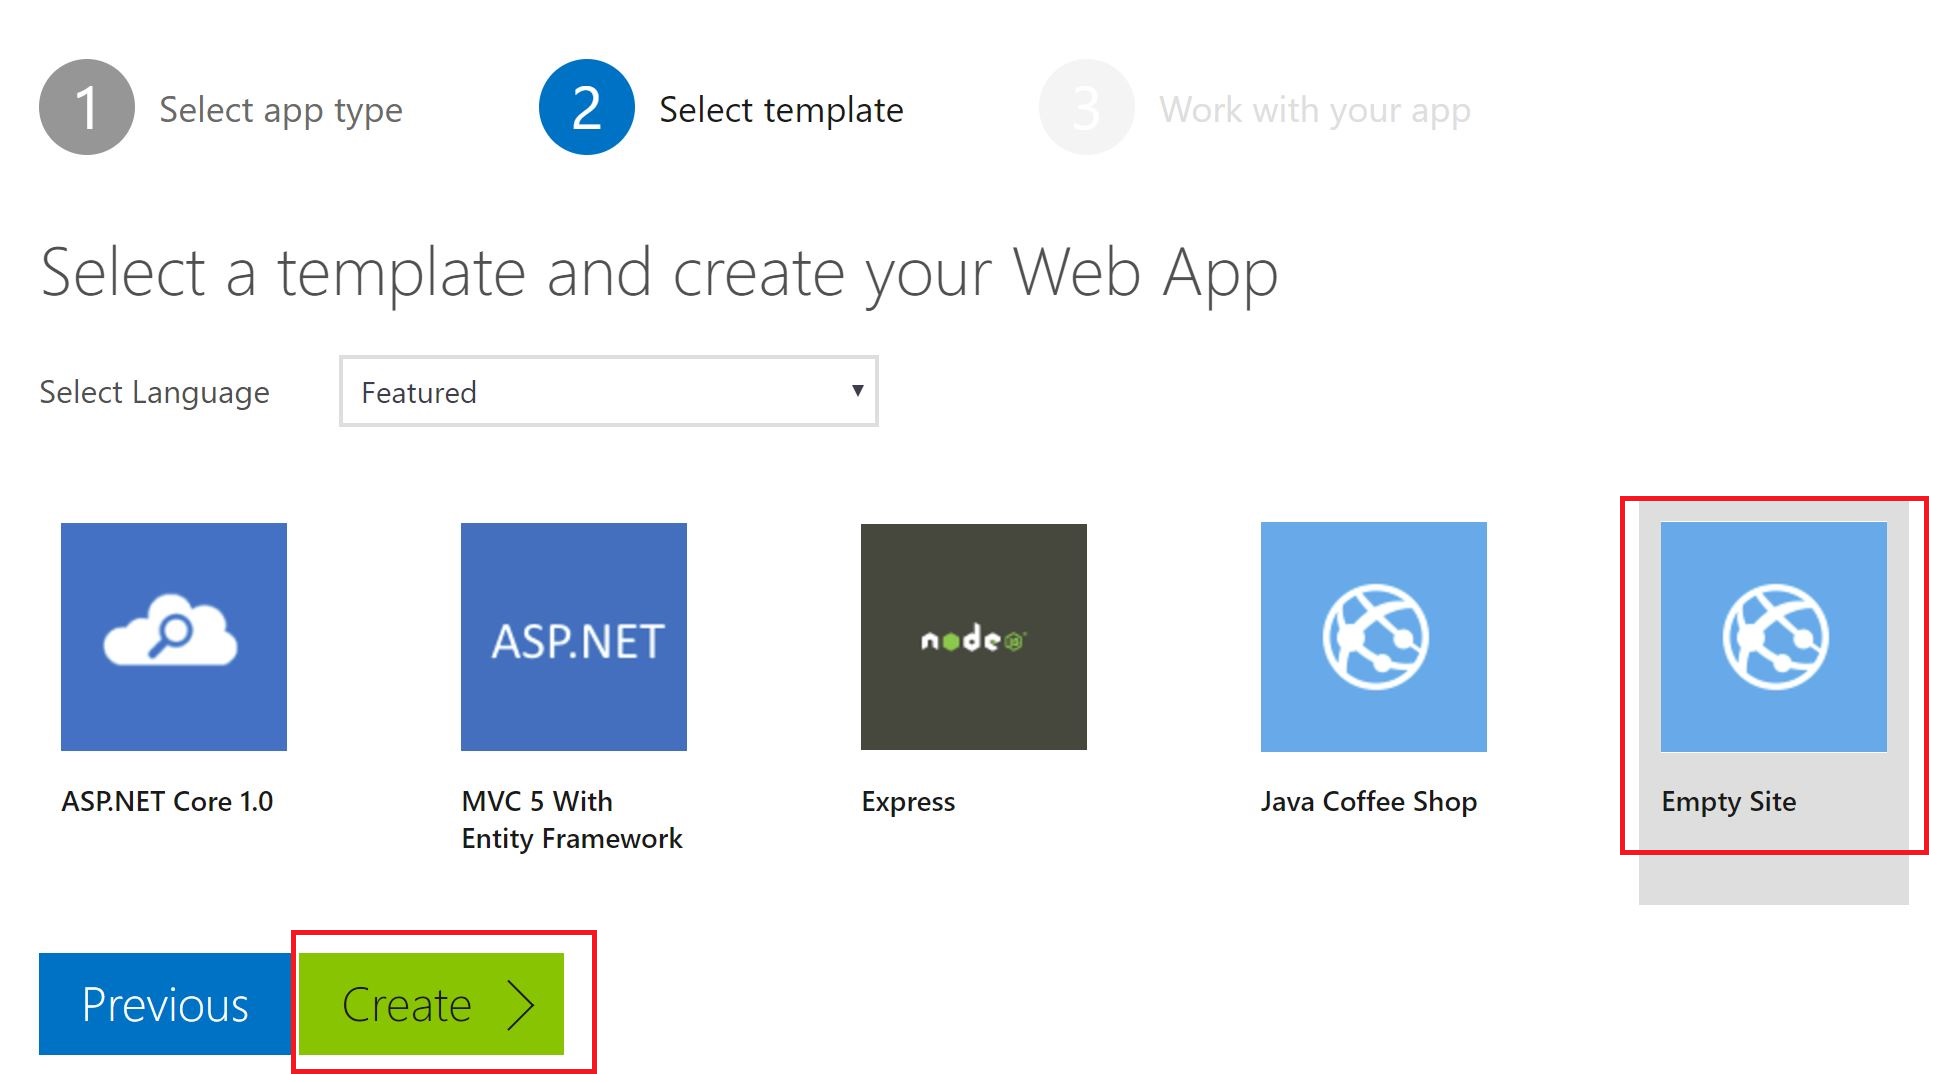 1 Select app type 2 Select template 3 Work with your app
Select a template and create your Web App
Select Language Featured
ASP.NET
node JS
ASP.NET Core 1.0
MVC 5 With
Entity Framework
Express
Java Coffee Shop
Empty Site
Previous Create